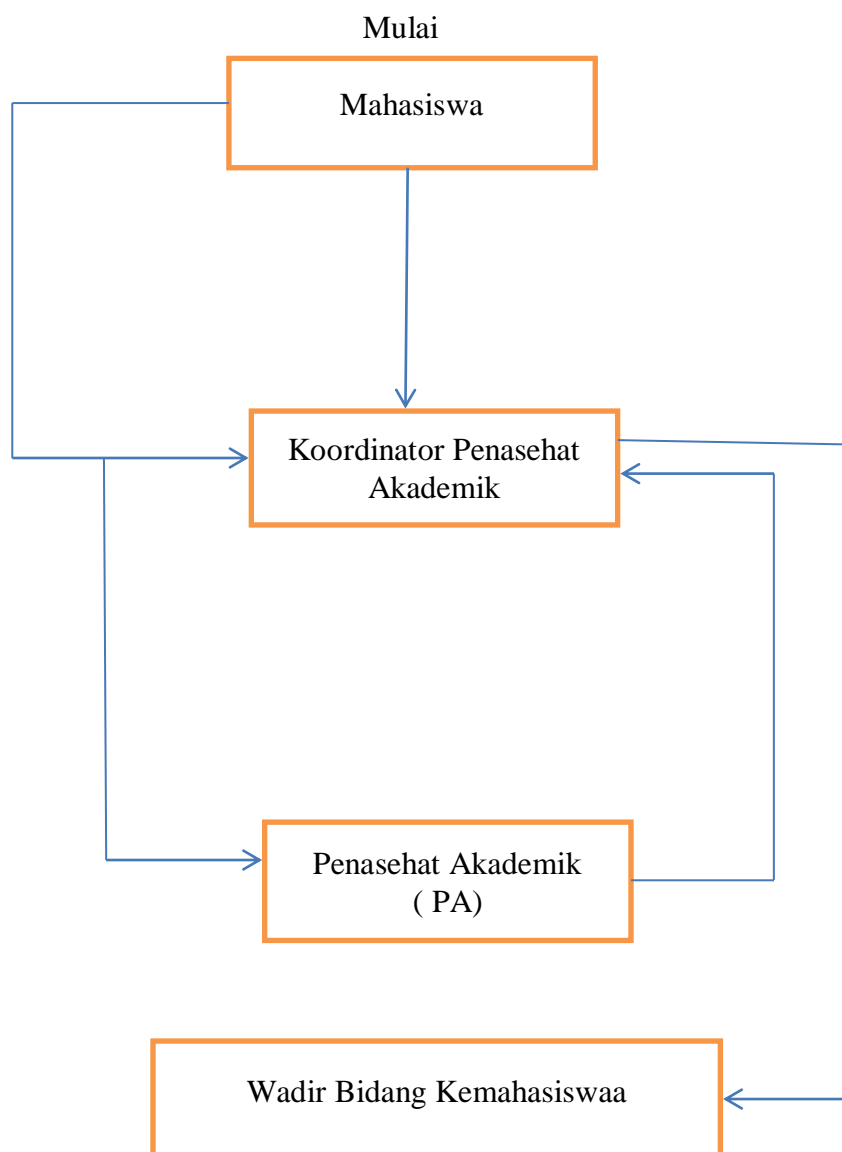 Mulai
Mahasiswa
Koordinator Penasehat
Akademik
Penasehat Akademik
( PA)
Wadir Bidang Kemahasiswaa